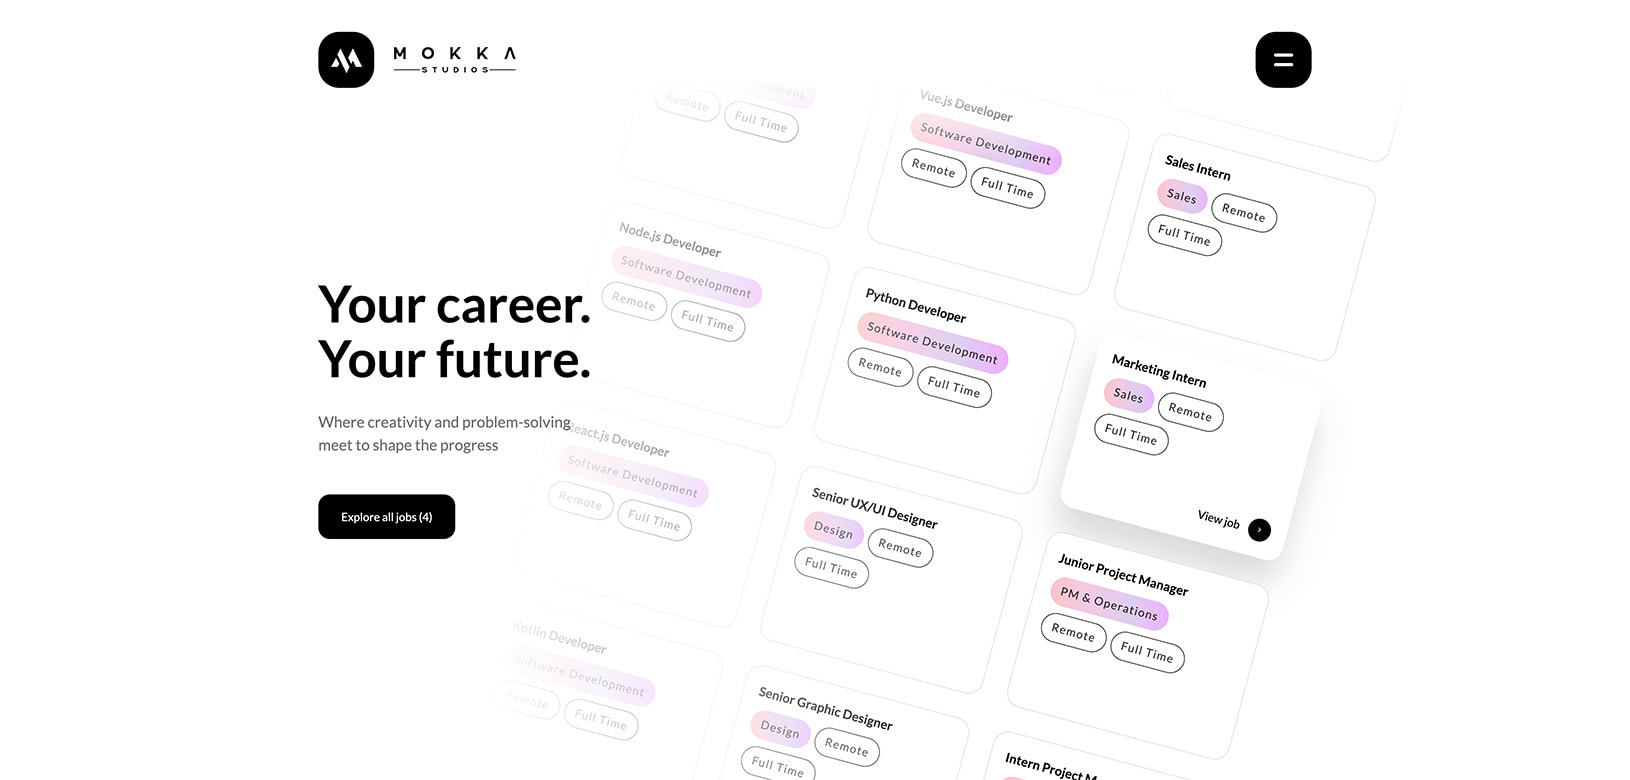 MOKKA
STUDIOS
Your career.
Your future.
Where creativity and problem-solving
meet to shape the progress
Explore all jobs (4)
Remote
Full Time
Node.js Developer
Software Development
Remote
Full Time
React.js Developer
Software Development
Remote
Full Time
Kotlin Developer
Software Development
Remote
Full Time
Vue.js Developer
Software Development
Remote
Full Time
Python Developer
Software Development
Remote
Full Time
Senior UX/UI Designer
Design
Remote
Full Time
Senior Graphic Designer
Design
Remote
Full Time
Sales Intern
Sales
Remote
Full Time
Marketing Intern
Sales
Remote
Full Time
View job
Junior Project Manager
PM & Operations
Remote
Full Time
Intern Project M